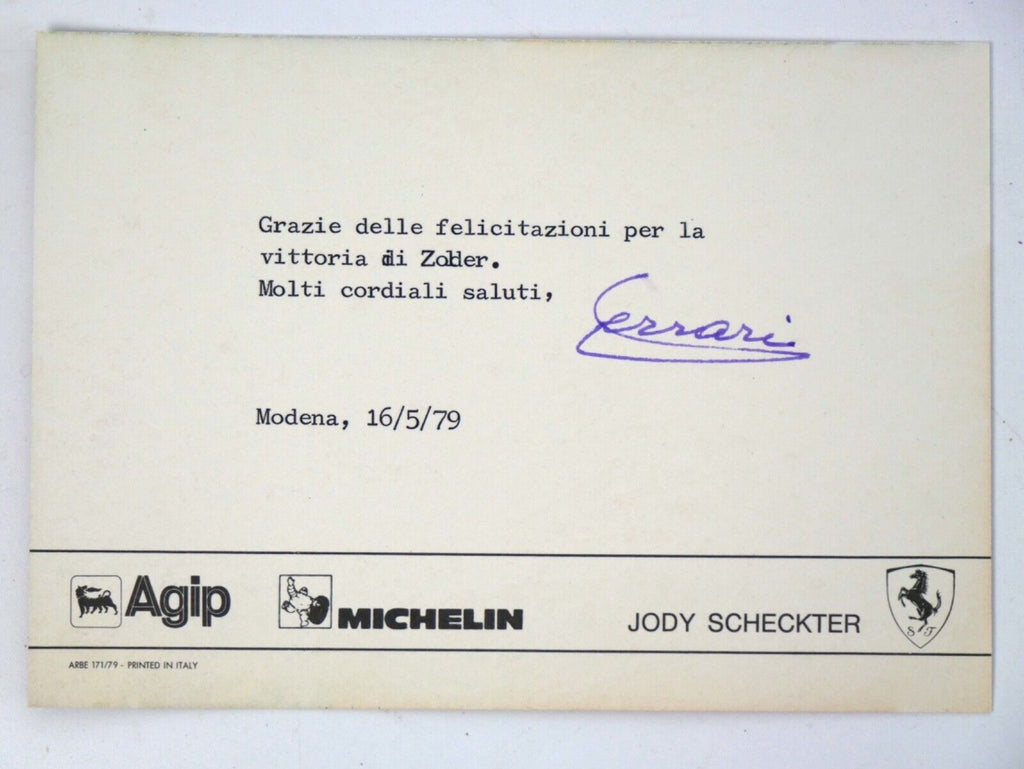 Grazie delle felicitazioni per la
vittoria di Zolder.
Molti cordiali saluti,
Ferrari
Modena, 16/5/79
Agip
MICHELIN
JODY SCHECKTER
S F
ARBE 171/79 - PRINTED IN ITALY